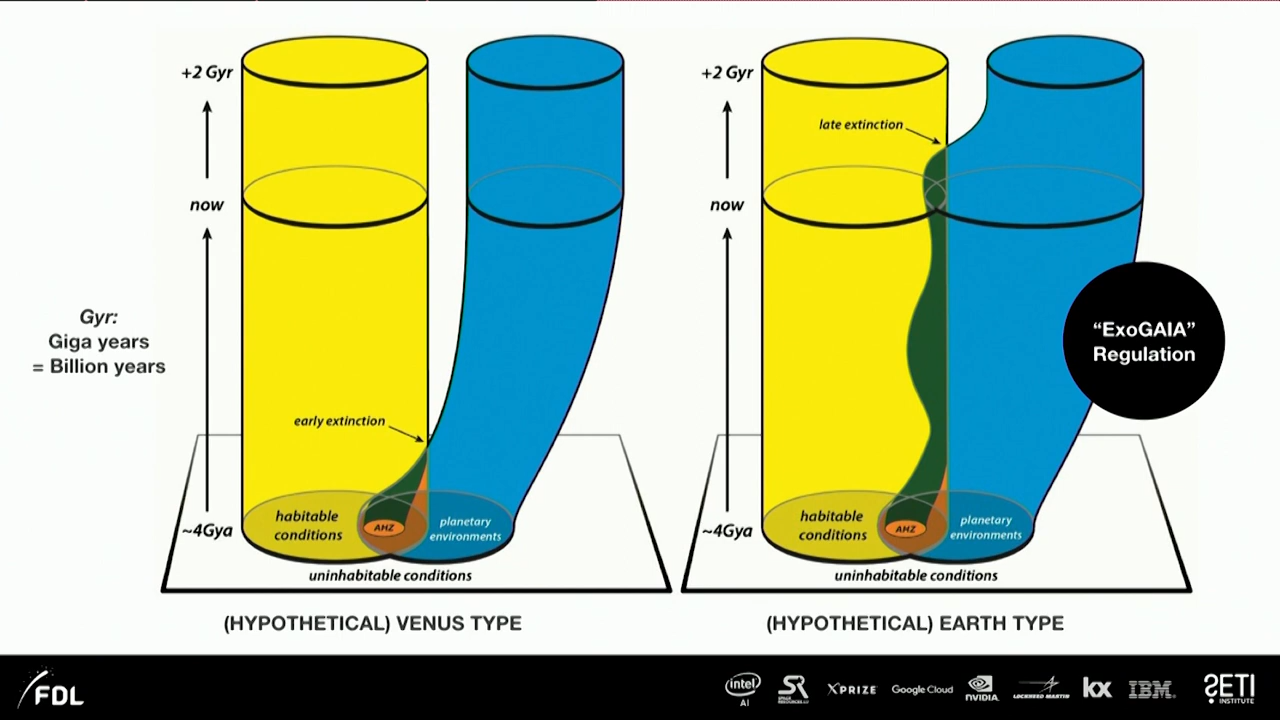 Gyr:
Giga years
= Billion years
+2 Gyr
now
~4Gya
early extinction
habitable
conditions
AHZ
planetary
environments
uninhabitable conditions
(HYPOTHETICAL) VENUS TYPE
+2 Gyr
now
~4Gya
late extinction
habitable
conditions
AHZ
planetary
environments
uninhabitable conditions
(HYPOTHETICAL) EARTH TYPE
“ExoGAIA”
Regulation
FDL
intel
AI
SR
XPRIZE
Google Cloud
NVIDIA
LOCKHEED MARTIN
kx
IBM
SETI
INSTITUTE